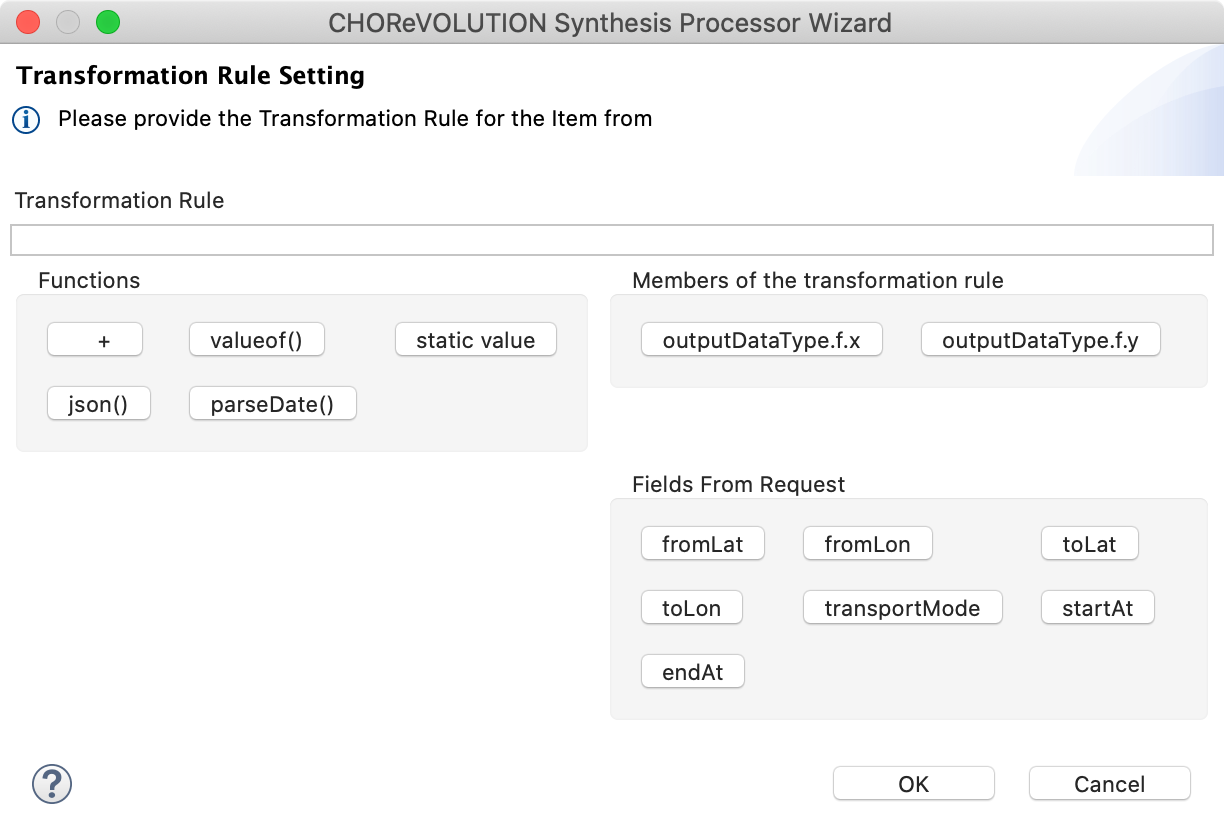 CHOReVOLUTION Synthesis Processor Wizard
Transformation Rule Setting
Please provide the Transformation Rule for the Item from
Transformation Rule
Functions
+ valueof() static value
json() parseDate()
Members of the transformation rule
outputDataType.f.x outputDataType.f.y
Fields From Request
fromLat fromLon toLat
toLon transportMode startAt
endAt
? OK Cancel